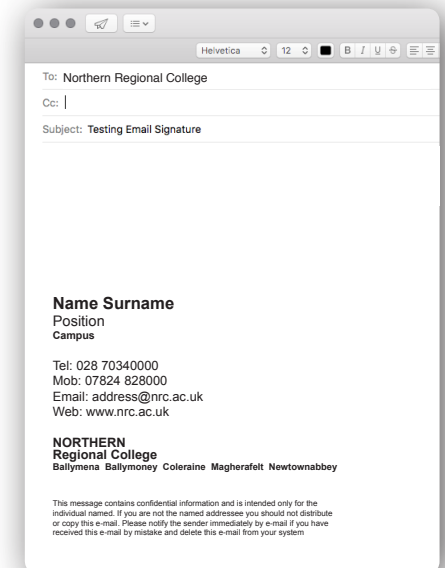 Helvetica 12 B I U S
To: Northern Regional College
Cc:
Subject: Testing Email Signature
Name Surname
Position
Campus
Tel: 028 70340000
Mob: 07824 828000
Email: address@nrc.ac.uk
Web: www.nrc.ac.uk
NORTHERN
Regional College
Ballymena Ballymoney Coleraine Magherafelt Newtownabbey
This message contains confidential information and is intended only for the
individual named. If you are not the named addressee you should not distribute
or copy this e-mail. Please notify the sender immediately by e-mail if you have
received this e-mail by mistake and delete this e-mail from your system